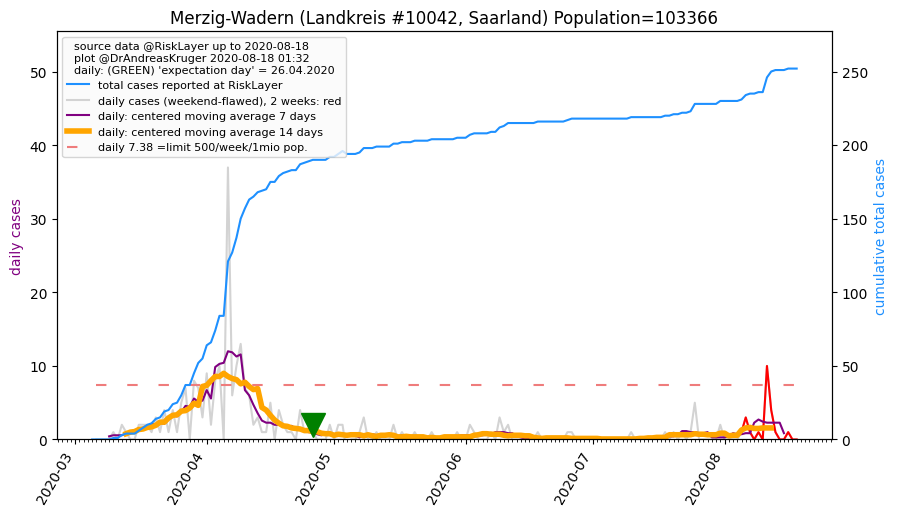 Merzig-Wadern (Landkreis #10042, Saarland) Population=103366
source data @RiskLayer up to 2020-08-18
plot @DrAndreasKruger 2020-08-18 01:32
daily: (GREEN) 'expectation day' = 26.04.2020
total cases reported at RiskLayer
daily cases (weekend-flawed), 2 weeks: red
daily: centered moving average 7 days
daily: centered moving average 14 days
daily 7.38 =limit 500/week/1mio pop.
daily cases
50
40
30
20
10
0
cumulative total cases
250
200
150
100
50
0
2020-03
2020-04
2020-05
2020-06
2020-07
2020-08